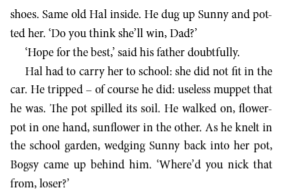 shoes. Same old Hal inside. He dug up Sunny and pot-
ted her. ‘Do you think she’ll win, Dad?’
‘Hope for the best,’ said his father doubtfully.
Hal had to carry her to school: she did not fit in the
car. He tripped – of course he did: useless muppet that
he was. The pot spilled its soil. He walked on, flower-
pot in one hand, sunflower in the other. As he knelt in
the school garden, wedging Sunny back into her pot,
Bogsy came up behind him. ‘Where’d you nick that
from, loser?’